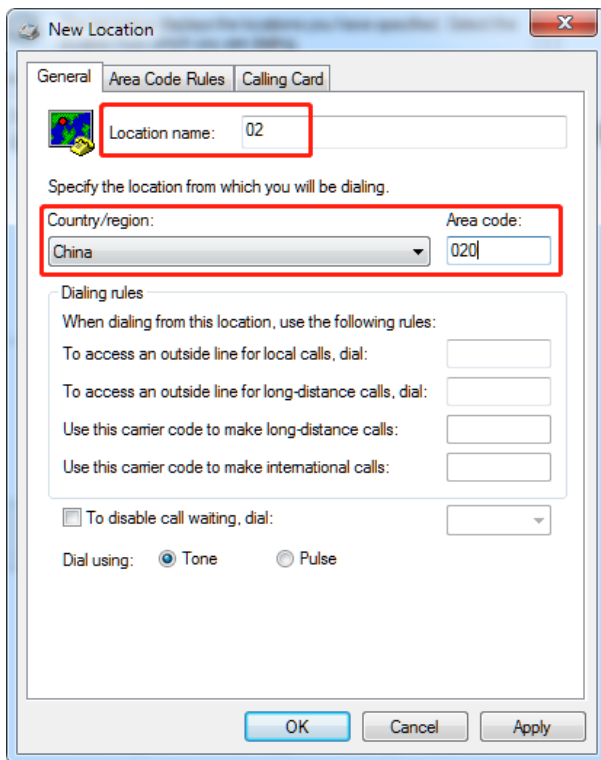 New Location
General Area Code Rules Calling Card
Location name: 02
Specify the location from which you will be dialing.
Country/region: Area code:
China 020
Dialing rules
When dialing from this location, use the following rules:
To access an outside line for local calls, dial:
To access an outside line for long-distance calls, dial:
Use this carrier code to make long-distance calls:
Use this carrier code to make international calls:
To disable call waiting, dial:
Dial using: Tone Pulse
OK Cancel Apply